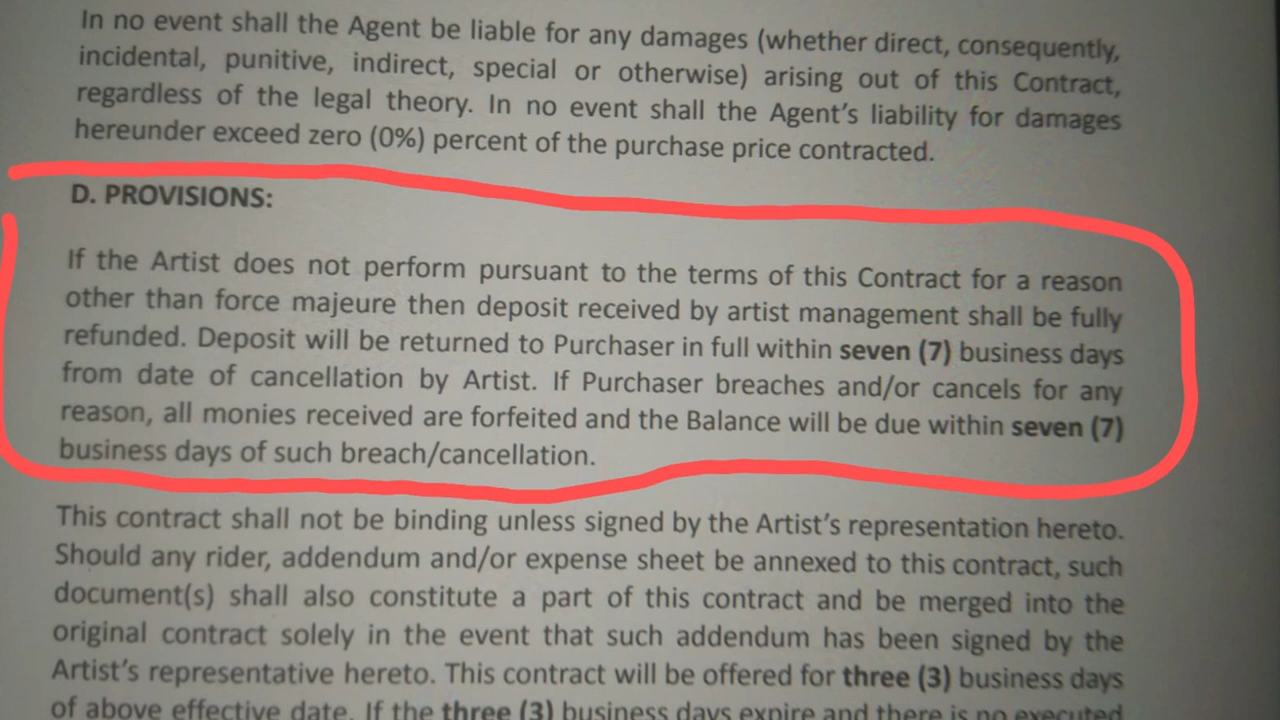 In no event shall the Agent be liable for any damages (whether direct, consequently,
incidental, punitive, indirect, special or otherwise) arising out of this Contract,
regardless of the legal theory. In no event shall the Agent’s liability for damages
hereunder exceed zero (0%) percent of the purchase price contracted.
D. PROVISIONS:
If the Artist does not perform pursuant to the terms of this Contract for a reason
other than force majeure then deposit received by artist management shall be fully
refunded. Deposit will be returned to Purchaser in full within seven (7) business days
from date of cancellation by Artist. If Purchaser breaches and/or cancels for any
reason, all monies received are forfeited and the Balance will be due within seven (7)
business days of such breach/cancellation.
This contract shall not be binding unless signed by the Artist’s representation hereto.
Should any rider, addendum and/or expense sheet be annexed to this contract, such
document(s) shall also constitute a part of this contract and be merged into the
original contract solely in the event that such addendum has been signed by the
Artist’s representative hereto. This contract will be offered for three (3) business days
of above effective date. If the three (3) business days expire and there is no executed